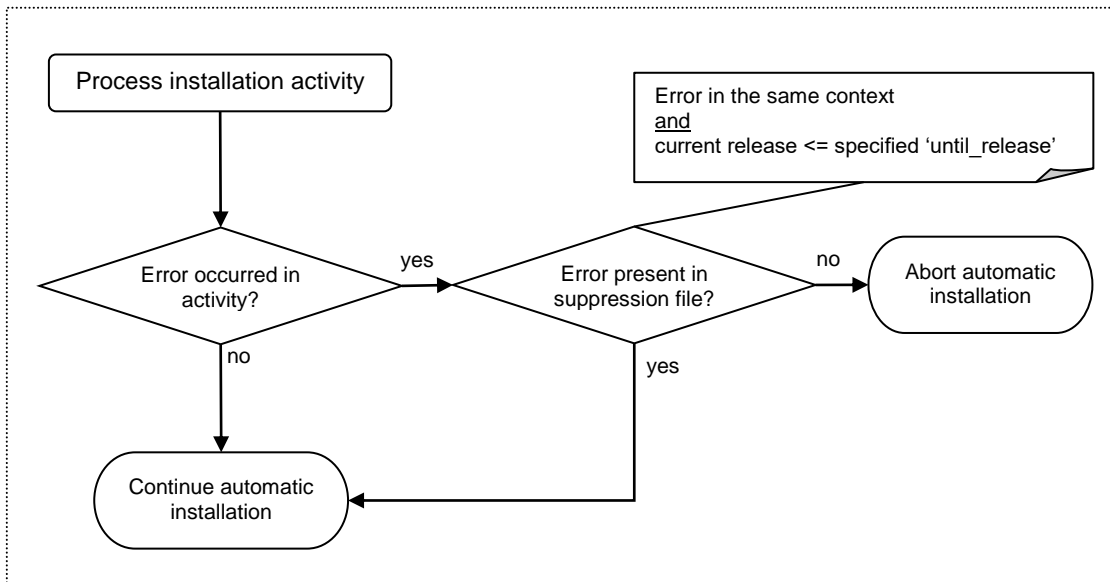 Process installation activity
Error in the same context
and
current release <= specified ‘until_release’
Error occurred in
activity?
yes
Error present in
suppression file?
no
Abort automatic
installation
no
yes
Continue automatic
installation